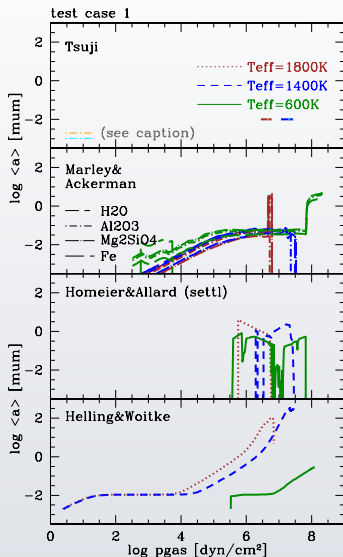 test case 1
Tsuji
Teff=1800K
Teff=1400K
Teff=600K
(see caption)
log <a> [mum]
2
0
−2
Marley&
Ackerman
H2O
Al2O3
Mg2SiO4
Fe
log <a> [mum]
2
0
−2
Homeier&Allard (settl)
log <a> [mum]
2
0
−2
Helling&Woitke
log <a> [mum]
2
0
−2
0 2 4 6 8
log pgas [dyn/cm²]